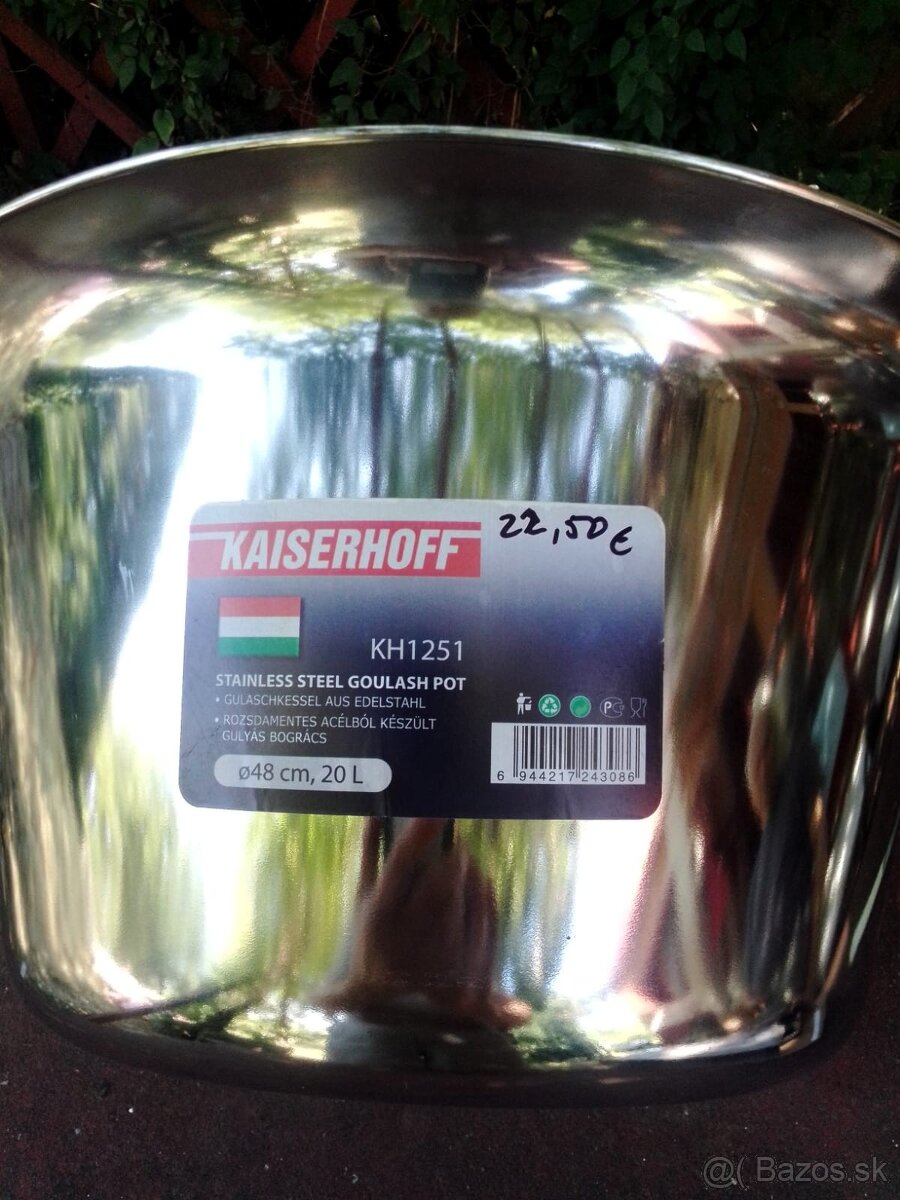 KAISERHOFF
22,50 €
KH1251
STAINLESS STEEL GOULASH POT
• GULASCHKESSEL AUS EDELSTAHL
• ROZSDAMENTES ACÉLBÓL KÉSZÜLT
GULYÁS BOGRÁCS
ø48 cm, 20 L
6 944217 243086
@( Bazos.sk